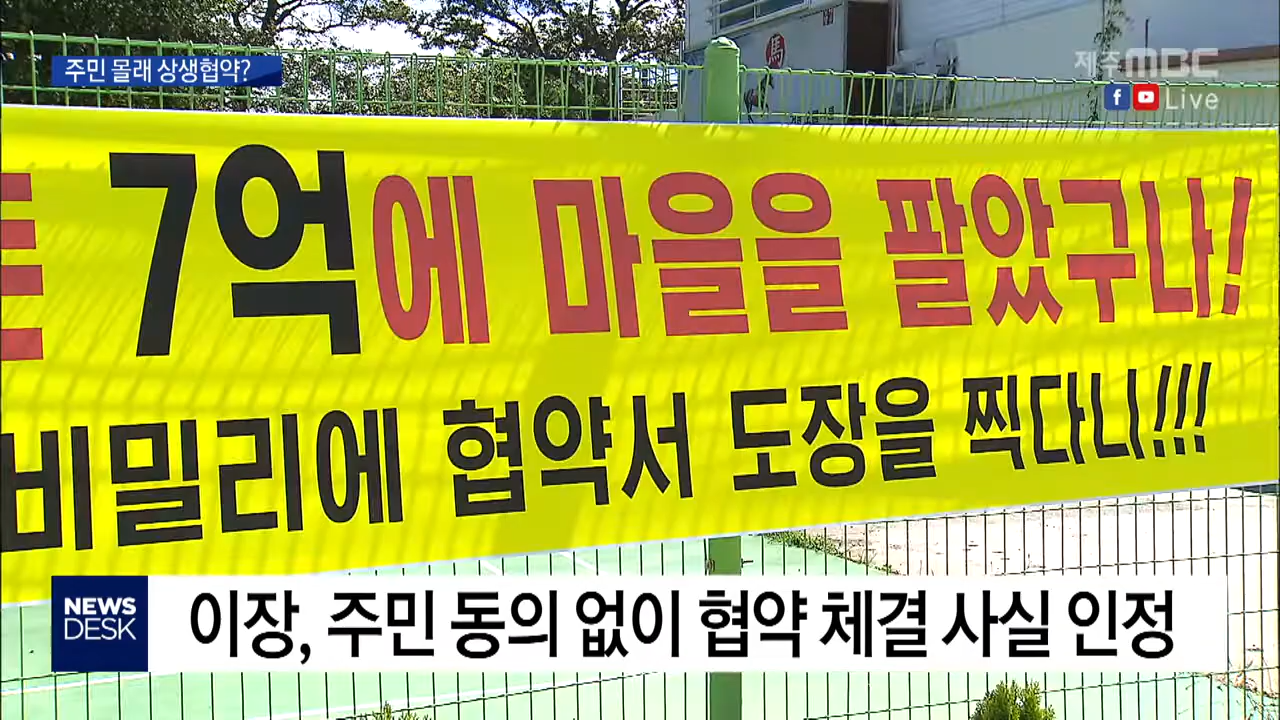 주민 몰래 상생협약?
제주MBC
Live
馬
7억에 마을을 팔았구나!
비밀리에 협약서 도장을 찍다니!!!
NEWS
DESK
이장, 주민 동의 없이 협약 체결 사실 인정